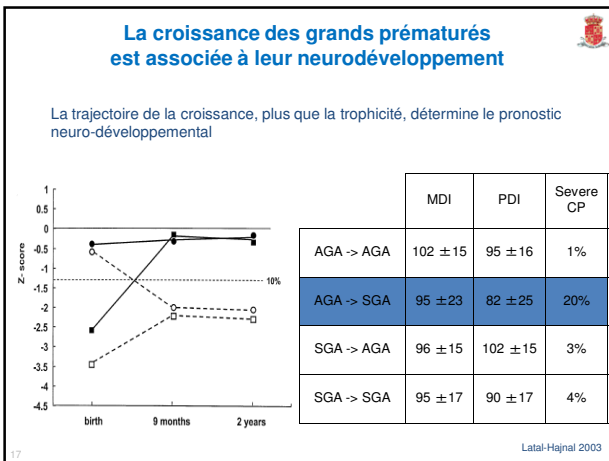 La croissance des grands prématurés
est associée à leur neurodéveloppement
La trajectoire de la croissance, plus que la trophicité, détermine le pronostic
neuro-développemental
1
0.5
0
-0.5
-1
-1.5
-2
-2.5
-3
-3.5
-4
-4.5
Z- score
10%
birth 9 months 2 years
MDI PDI Severe
CP
AGA -> AGA 102 ±15 95 ±16 1%
AGA -> SGA 95 ±23 82 ±25 20%
SGA -> AGA 96 ±15 102 ±15 3%
SGA -> SGA 95 ±17 90 ±17 4%
17
Latal-Hajnal 2003